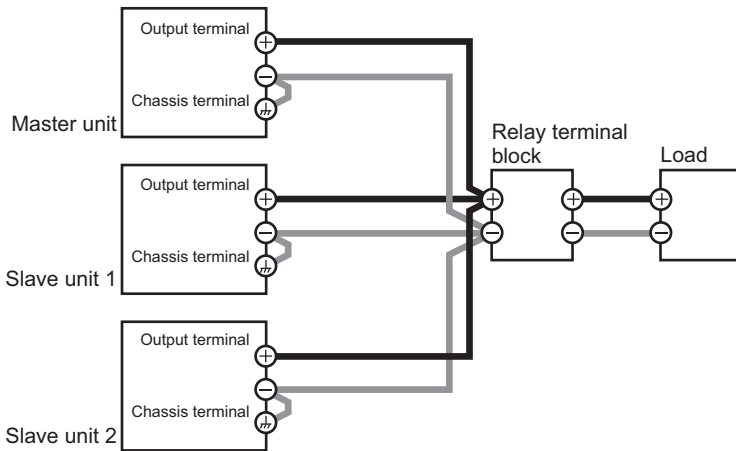 Output terminal
Chassis terminal
Master unit
Relay terminal
block
Load
Output terminal
Chassis terminal
Slave unit 1
Output terminal
Chassis terminal
Slave unit 2